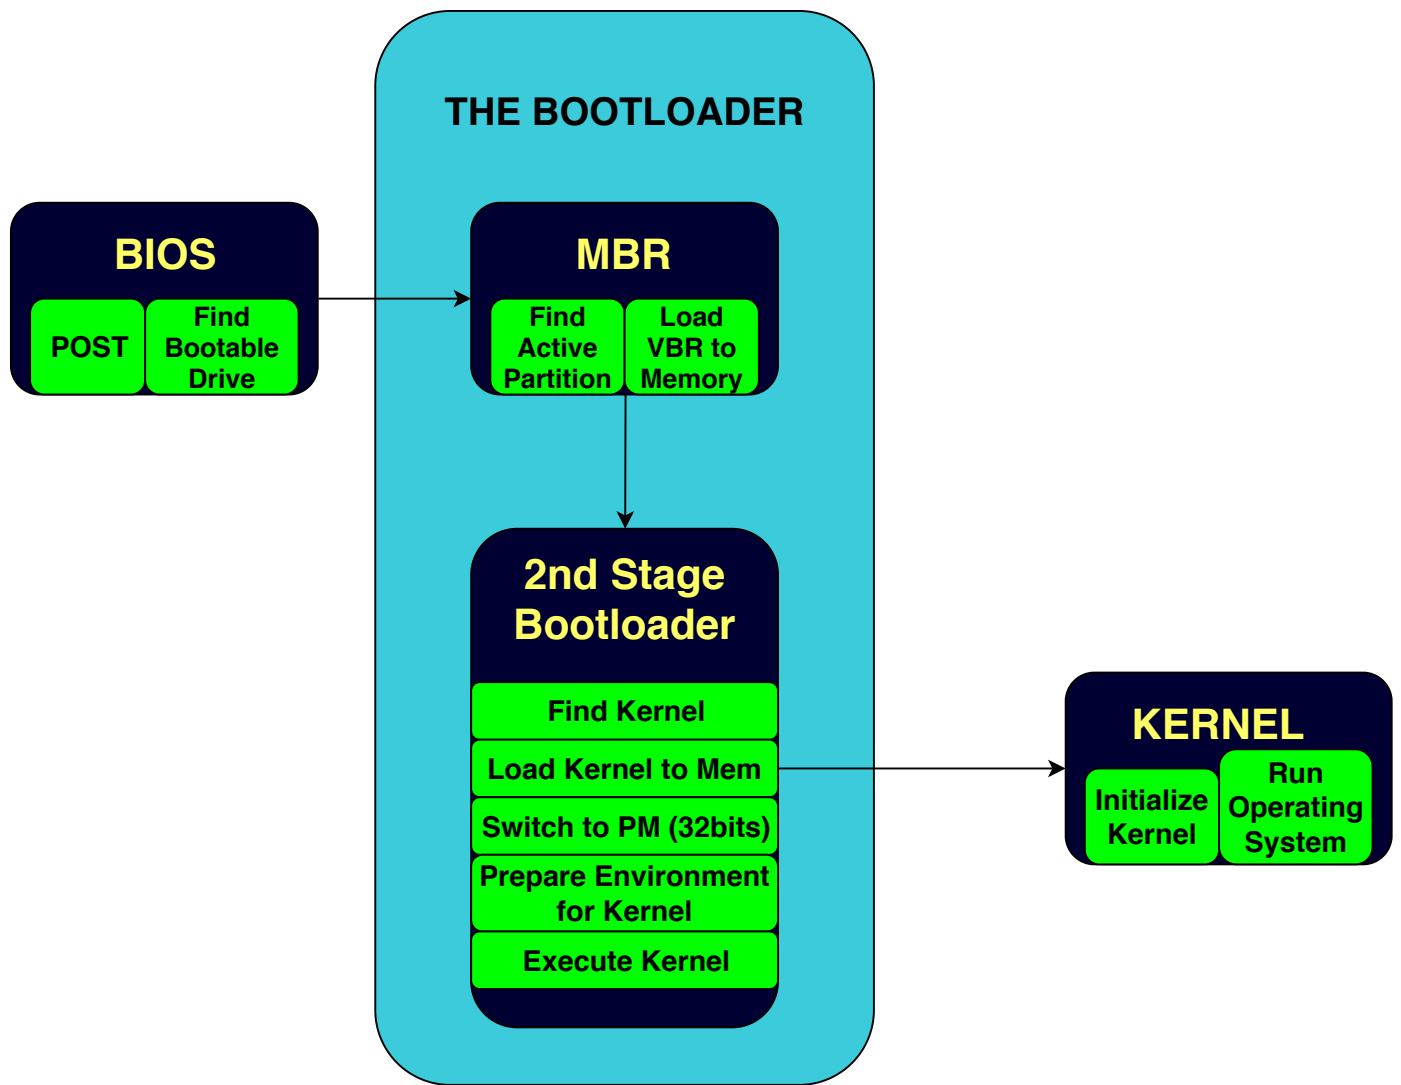 THE BOOTLOADER
BIOS
POST
Find
Bootable
Drive
MBR
Find
Active
Partition
Load
VBR to
Memory
2nd Stage
Bootloader
Find Kernel
Load Kernel to Mem
Switch to PM (32bits)
Prepare Environment
for Kernel
Execute Kernel
KERNEL
Initialize
Kernel
Run
Operating
System